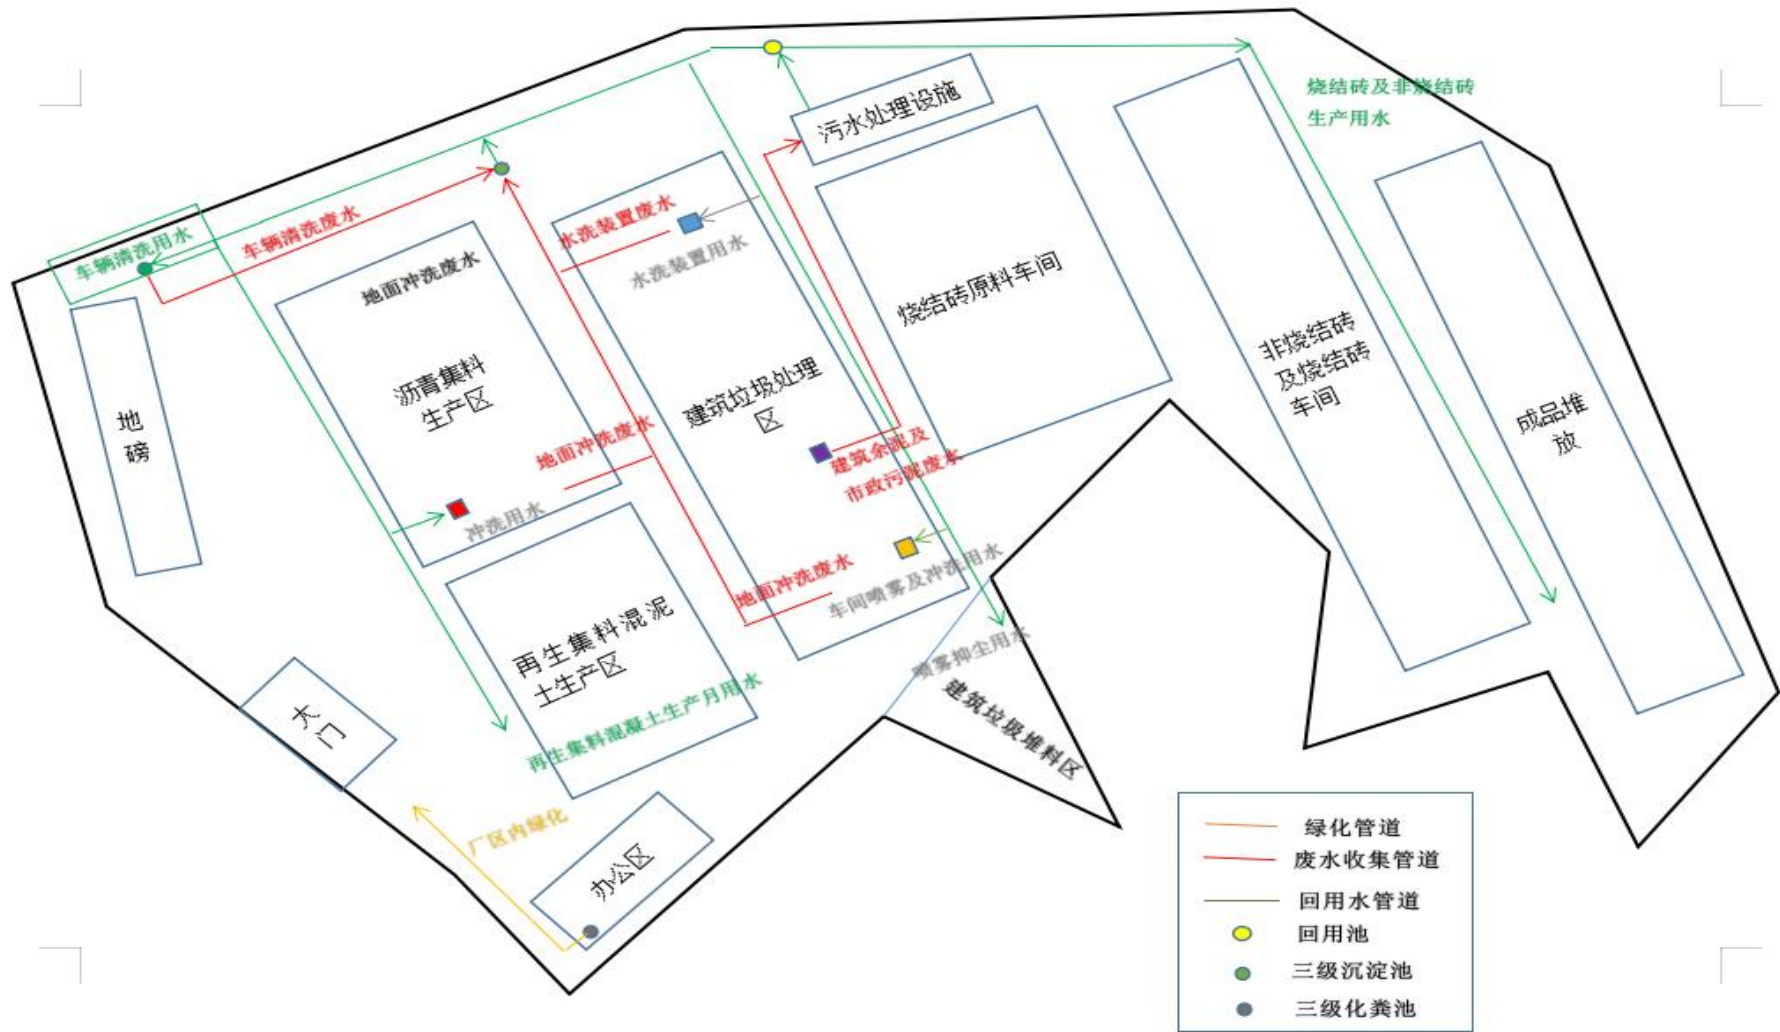 烧结砖及非烧结砖
生产用水
污水处理设施
车辆清洗用水
车辆清洗废水
水洗装置废水
水洗装置用水
地面冲洗废水
烧结砖原料车间
非烧结砖
及烧结砖
车间
成品堆
放
地
磅
沥青集料
生产区
建筑垃圾处理
区
地面冲洗废水
建筑余泥及
市政污泥废水
冲洗用水
地面冲洗废水
车间喷雾及冲洗用水
再生集料混泥
土生产区
喷雾抑尘用水
建筑垃圾堆料区
再生集料混凝土生产月用水
大
门
厂区内绿化
办公区
绿化管道
废水收集管道
回用水管道
回用池
三级沉淀池
三级化粪池